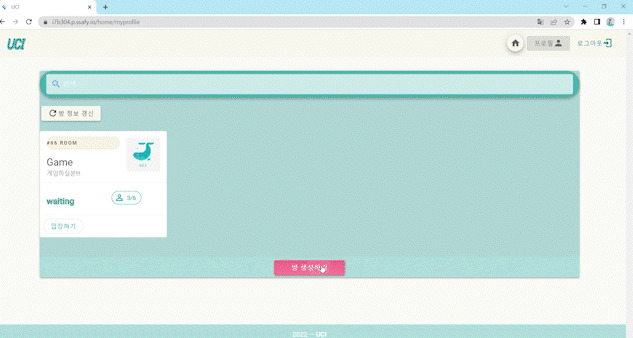 UCI
i7b304.p.ssafy.io/home/myprofile
UCI
프로필
로그아웃
검색
방 정보 갱신
#66 ROOM
Game
게임하실분!!
UCI
waiting
3/6
입장하기
방 생성하기
2022 — UCI